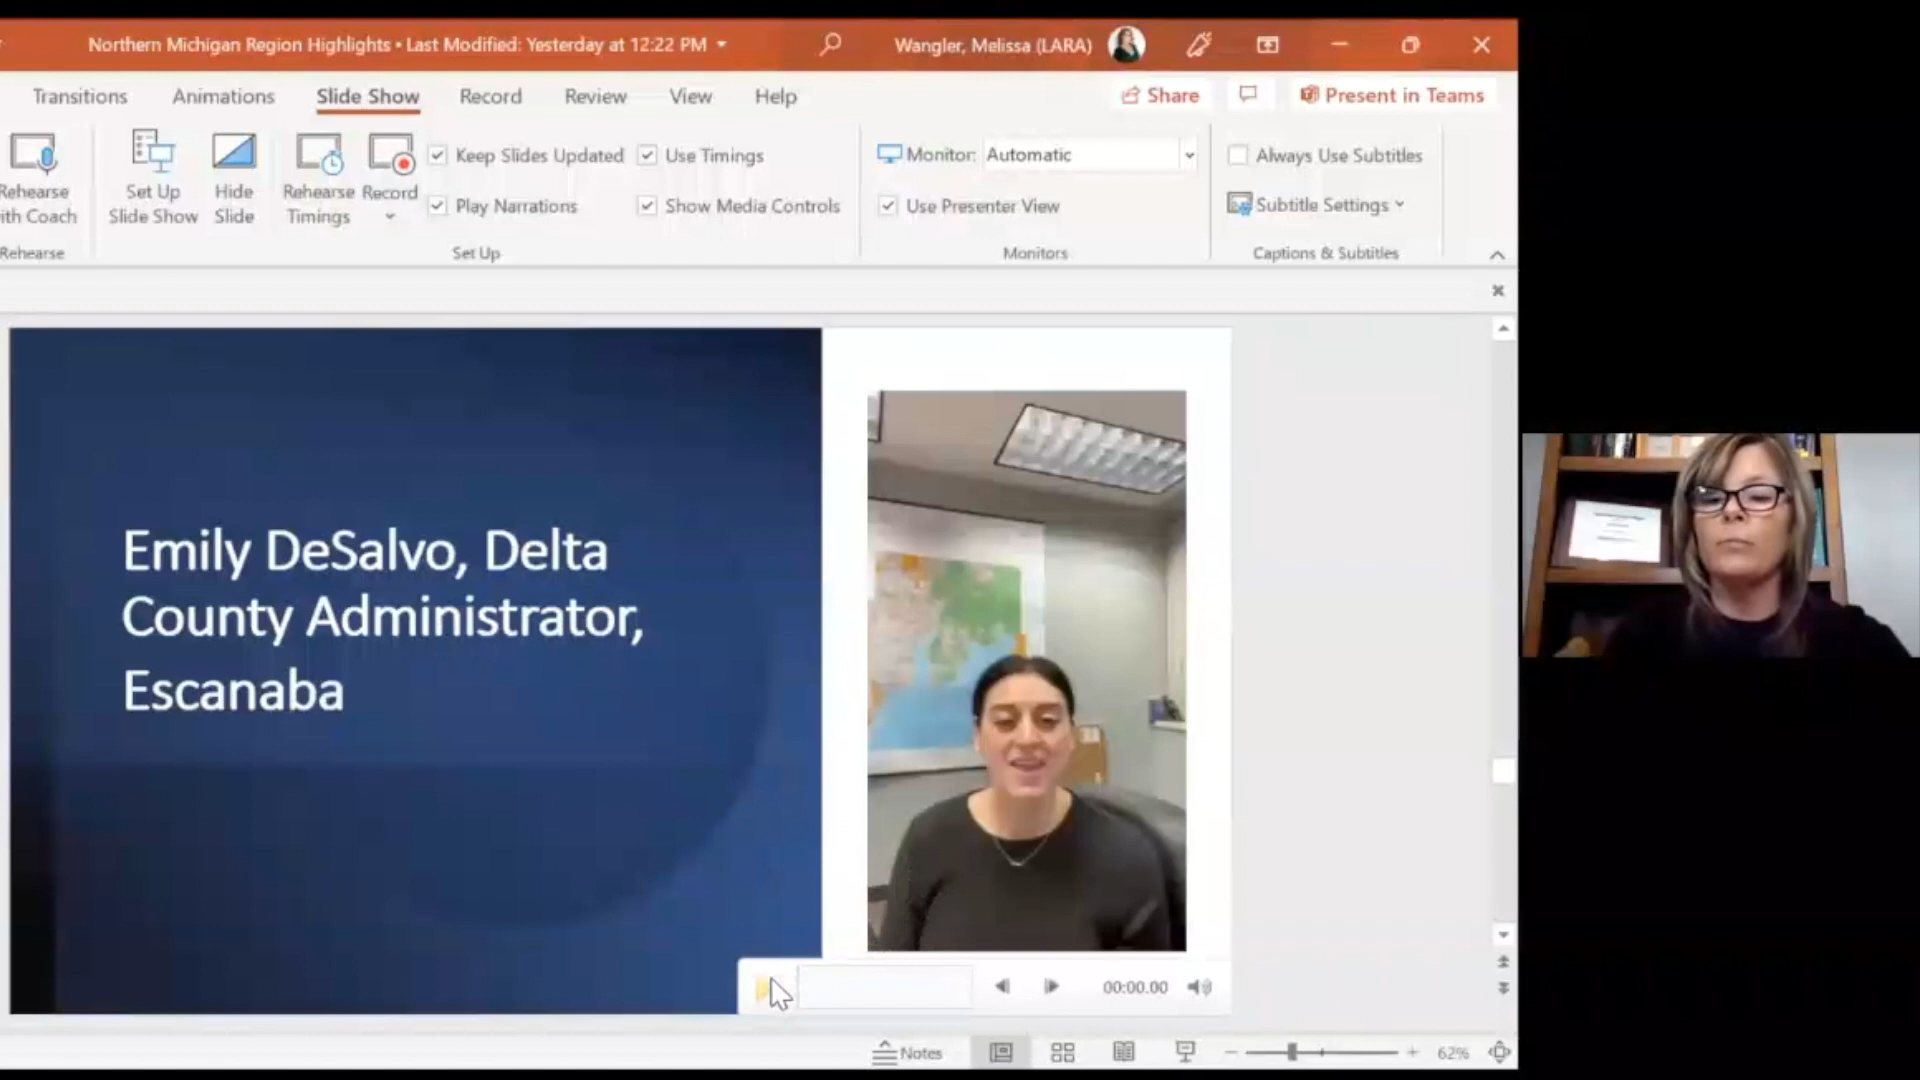 Northern Michigan Region Highlights • Last Modified: Yesterday at 12:22 PM
Wangler, Melissa (LARA)
Transitions Animations Slide Show Record Review View Help Share Present in Teams
Rehearse
ith Coach
Set Up
Slide Show
Hide
Slide
Rehearse
Timings
Record
Keep Slides Updated
Use Timings
Play Narrations
Show Media Controls
Monitor: Automatic
Use Presenter View
Always Use Subtitles
Subtitle Settings
Rehearse
Set Up
Monitors
Captions & Subtitles
Emily DeSalvo, Delta
County Administrator,
Escanaba
00:00.00
Notes
62%